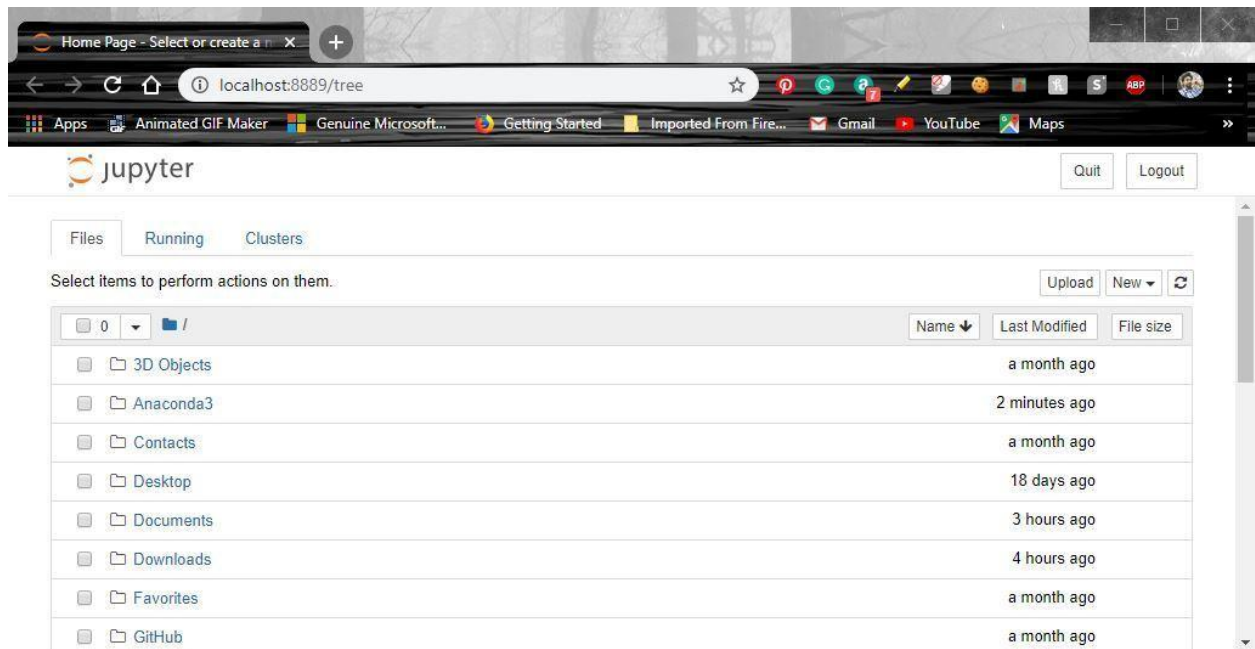 Home Page - Select or create a n
localhost:8889/tree
7
ABP
Apps Animated GIF Maker Genuine Microsoft... Getting Started Imported From Fire... Gmail YouTube Maps »
jupyter Quit Logout
Files Running Clusters
Select items to perform actions on them. Upload New
0 / Name Last Modified File size
3D Objects a month ago
Anaconda3 2 minutes ago
Contacts a month ago
Desktop 18 days ago
Documents 3 hours ago
Downloads 4 hours ago
Favorites a month ago
GitHub a month ago